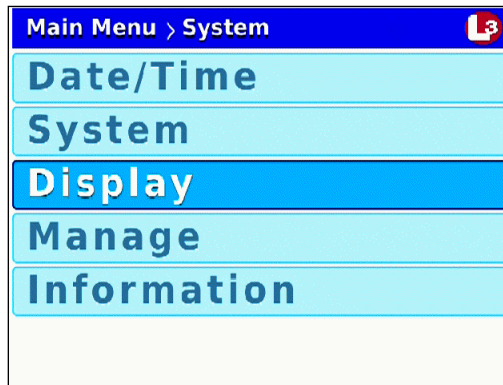 Main Menu > System
L3
Date/Time
System
Display
Manage
Information